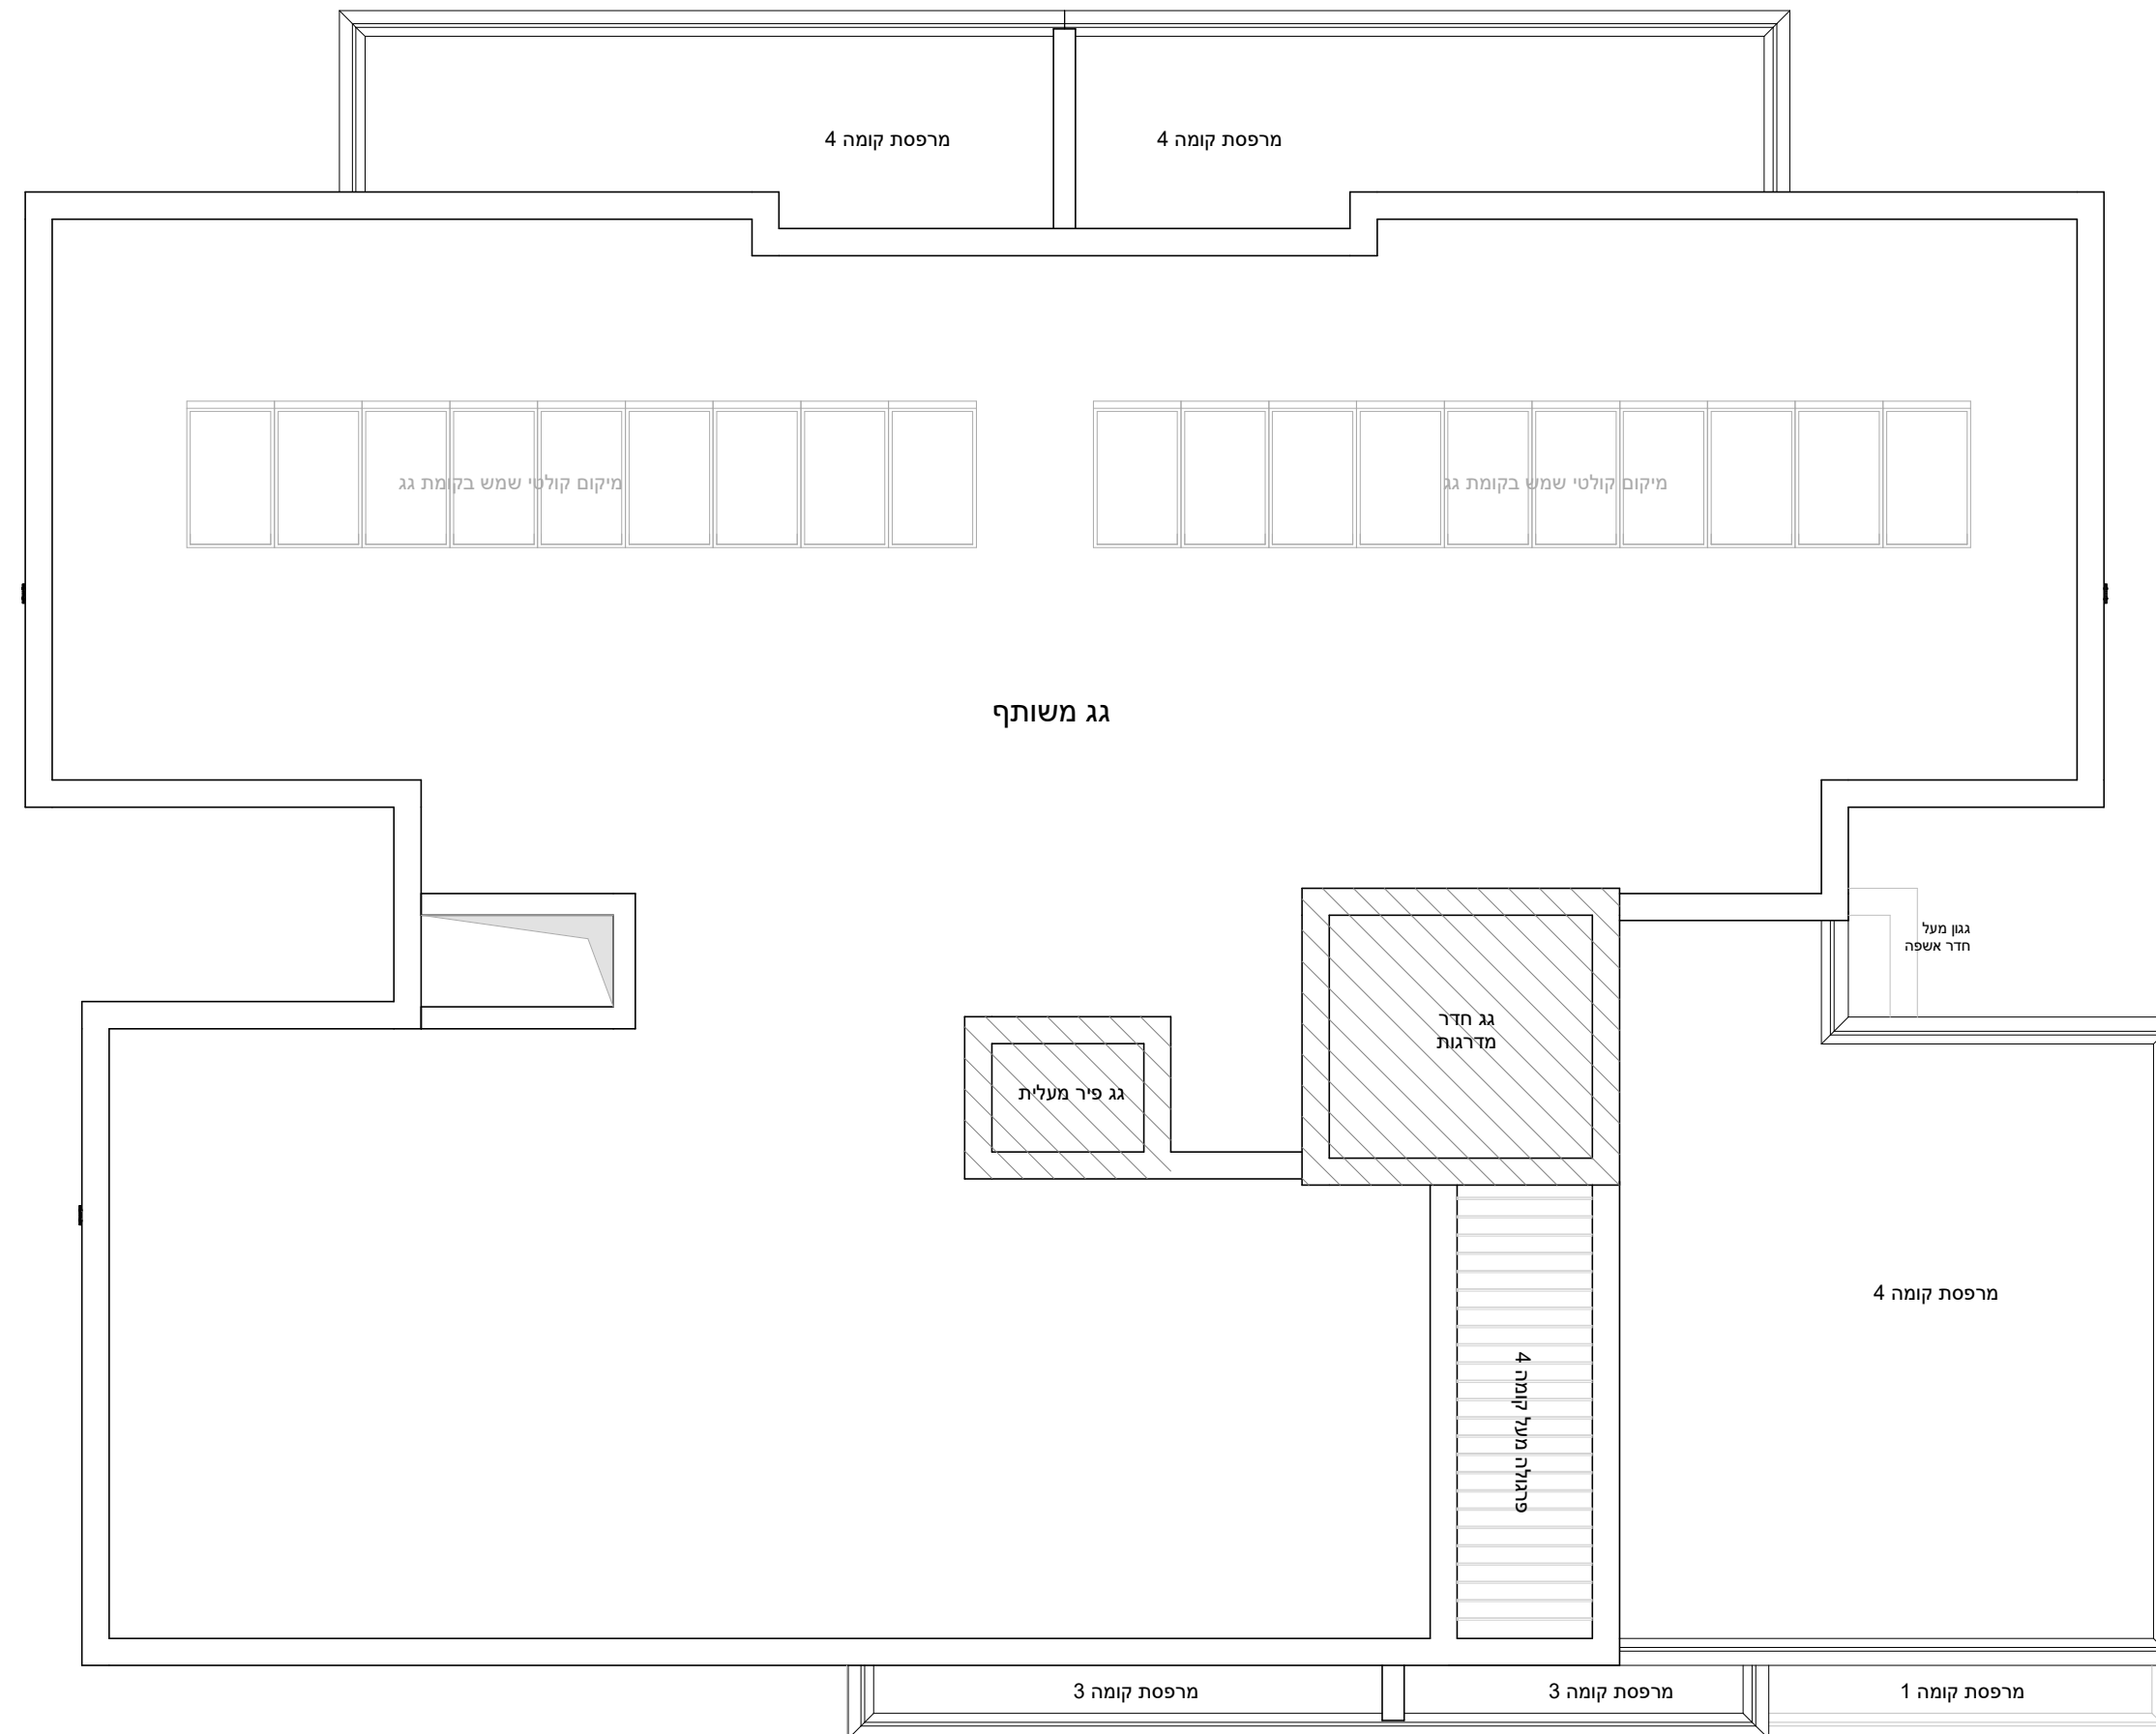 מרפסת קומה 4
מרפסת קומה 4
מיקום קולטי שמש בקומת גג
מיקום קולטי שמש בקומת גג
גג משותף
גגון מעל
חדר אשפה
גג חדר
מדרגות
גג פיר מעלית
מרפסת קומה 4
פרגולה מעל קומה 4
מרפסת קומה 3
מרפסת קומה 3
מרפסת קומה 1